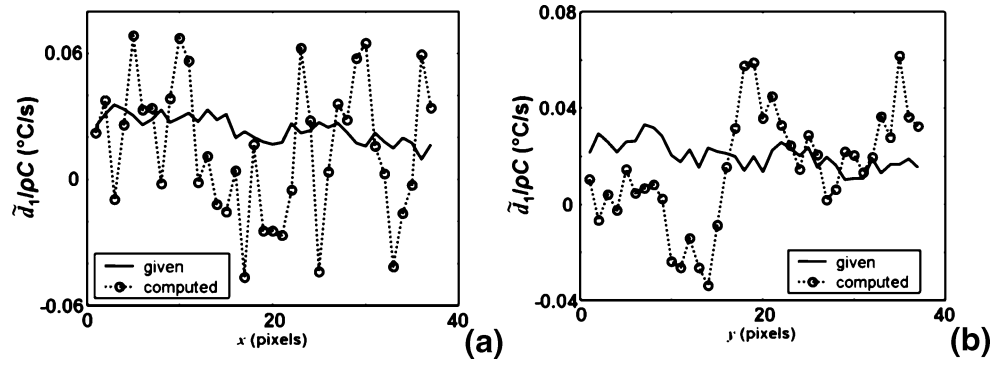 0.06
0
-0.06
d̃₁/ρC (°C/s)
given
computed
0
20
40
x (pixels)
(a)
0.08
0.04
0
-0.04
d̃₁/ρC (°C/s)
given
computed
0
20
40
y (pixels)
(b)